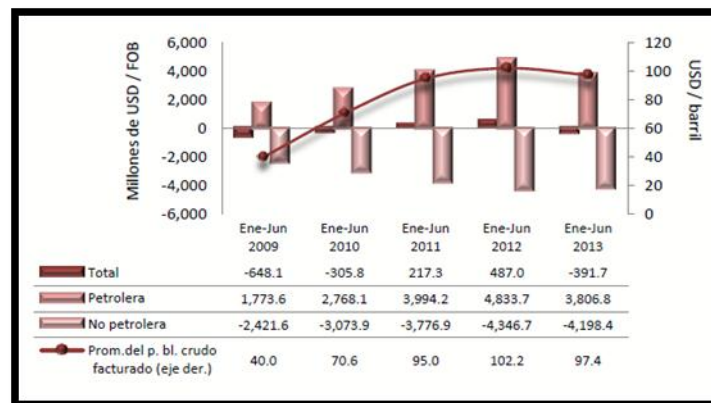 Millones de USD / FOB
6,000
4,000
2,000
0
-2,000
-4,000
-6,000
120
100
80
60
40
20
0
USD / barril
Ene-Jun 2009 Ene-Jun 2010 Ene-Jun 2011 Ene-Jun 2012 Ene-Jun 2013
Total -648.1 -305.8 217.3 487.0 -391.7
Petrolera 1,773.6 2,768.1 3,994.2 4,833.7 3,806.8
No petrolera -2,421.6 -3,073.9 -3,776.9 -4,346.7 -4,198.4
Prom.del p. bl. crudo
facturado (eje der.) 40.0 70.6 95.0 102.2 97.4